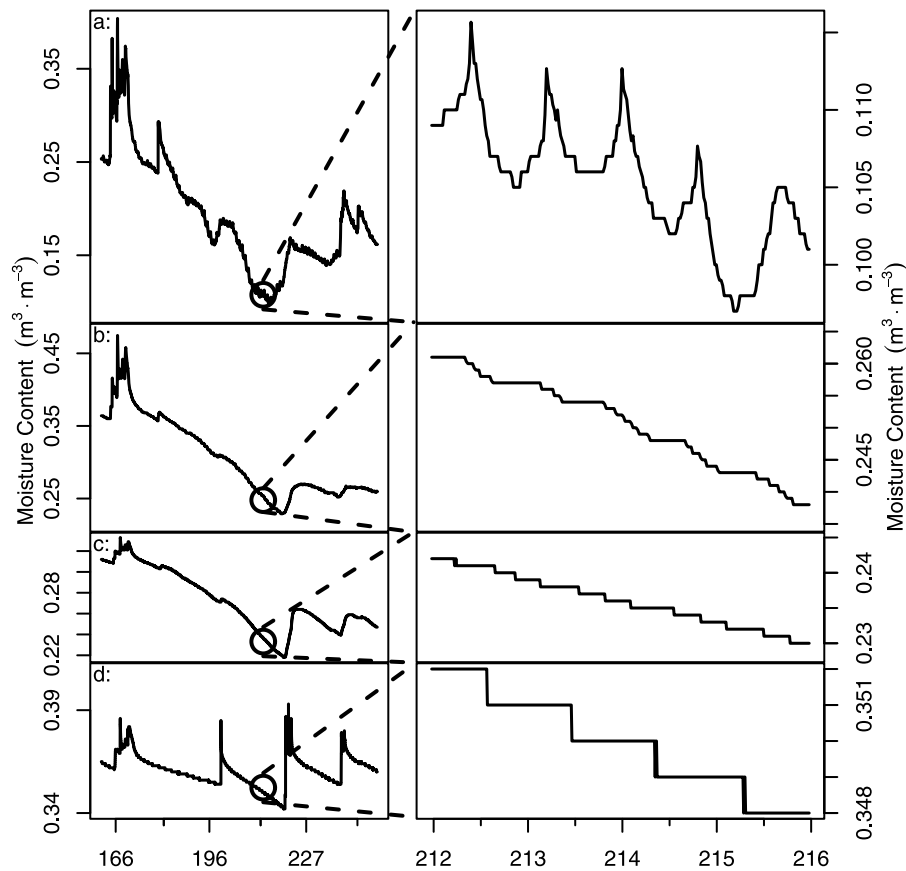 a:
0.35
0.25
0.15
b:
0.45
0.35
0.25
c:
0.28
0.22
d:
0.39
0.34
Moisture Content (m³ · m⁻³)
166 196 227
0.110
0.105
0.100
0.260
0.245
0.24
0.23
0.351
0.348
Moisture Content (m³ · m⁻³)
212 213 214 215 216